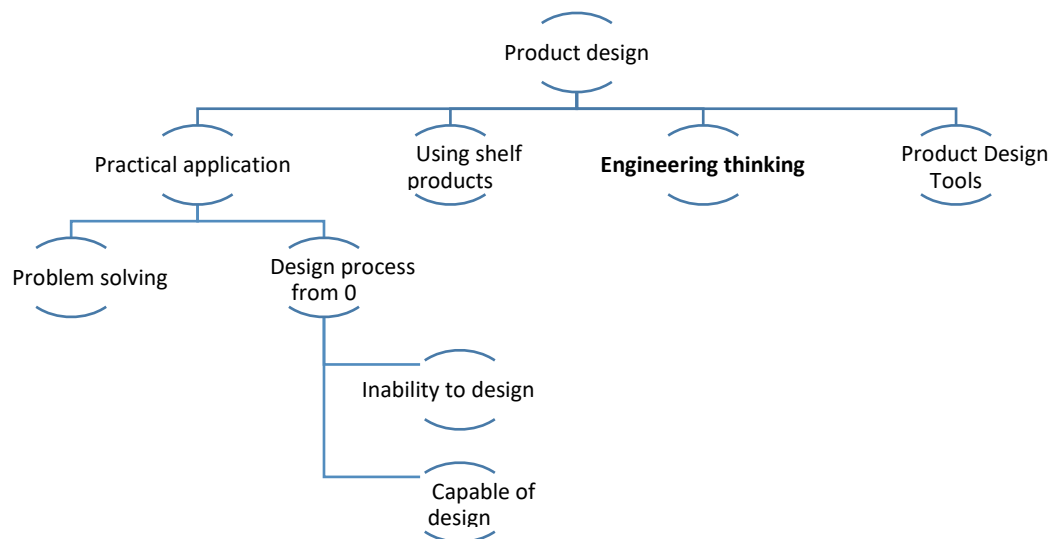 Product design
Practical application
Using shelf
products
Engineering thinking
Product Design
Tools
Problem solving
Design process
from 0
Inability to design
Capable of
design